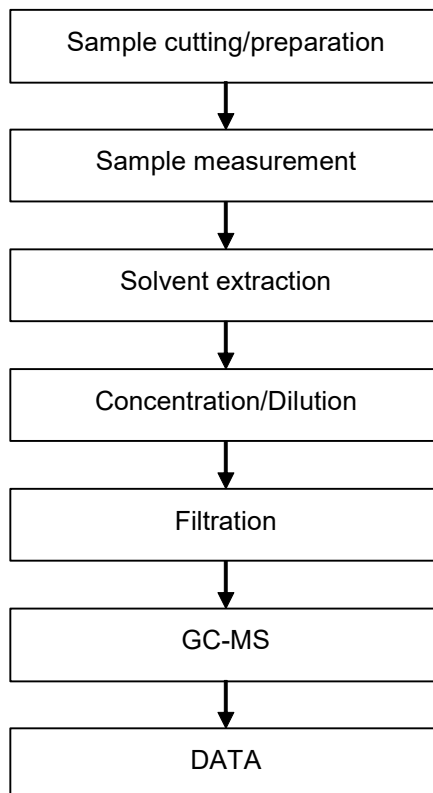 Sample cutting/preparation
Sample measurement
Solvent extraction
Concentration/Dilution
Filtration
GC-MS
DATA